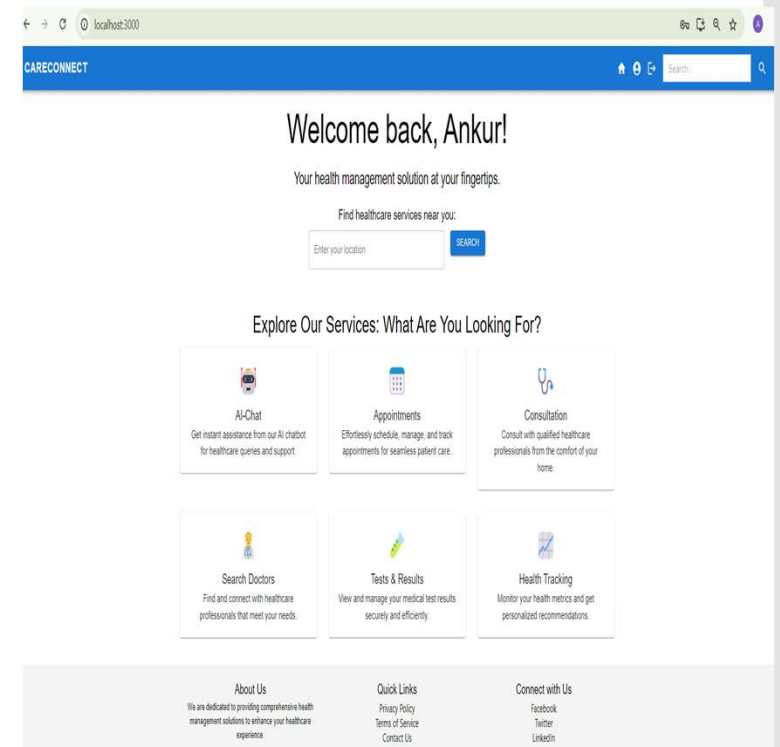 localhost:3000
A
CARECONNECT
Search...
Welcome back, Ankur!
Your health management solution at your fingertips.
Find healthcare services near you:
Enter your location
SEARCH
Explore Our Services: What Are You Looking For?
AI-Chat
Get instant assistance from our AI chatbot
for healthcare queries and support.
Appointments
Effortlessly schedule, manage, and track
appointments for seamless patient care.
Consultation
Consult with qualified healthcare
professionals from the comfort of your
home.
Search Doctors
Find and connect with healthcare
professionals that meet your needs.
Tests & Results
View and manage your medical test results
securely and efficiently.
Health Tracking
Monitor your health metrics and get
personalized recommendations.
About Us
We are dedicated to providing comprehensive health
management solutions to enhance your healthcare
experience.
Quick Links
Privacy Policy
Terms of Service
Contact Us
Connect with Us
Facebook
Twitter
LinkedIn